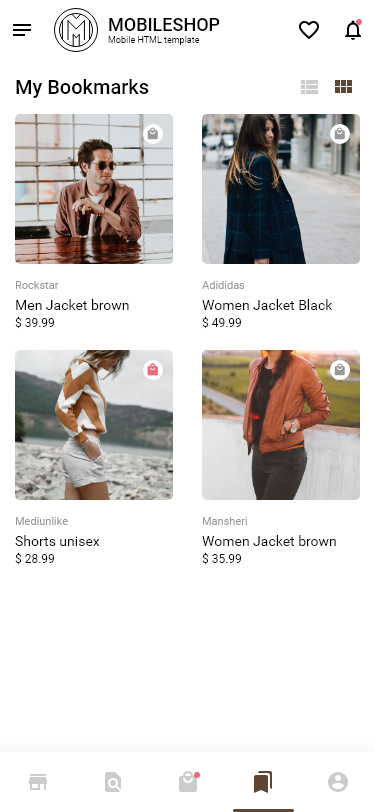 MOBILESHOP
Mobile HTML template
My Bookmarks
Rockstar
Men Jacket brown
$ 39.99
Adididas
Women Jacket Black
$ 49.99
Mediunlike
Shorts unisex
$ 28.99
Mansheri
Women Jacket brown
$ 35.99